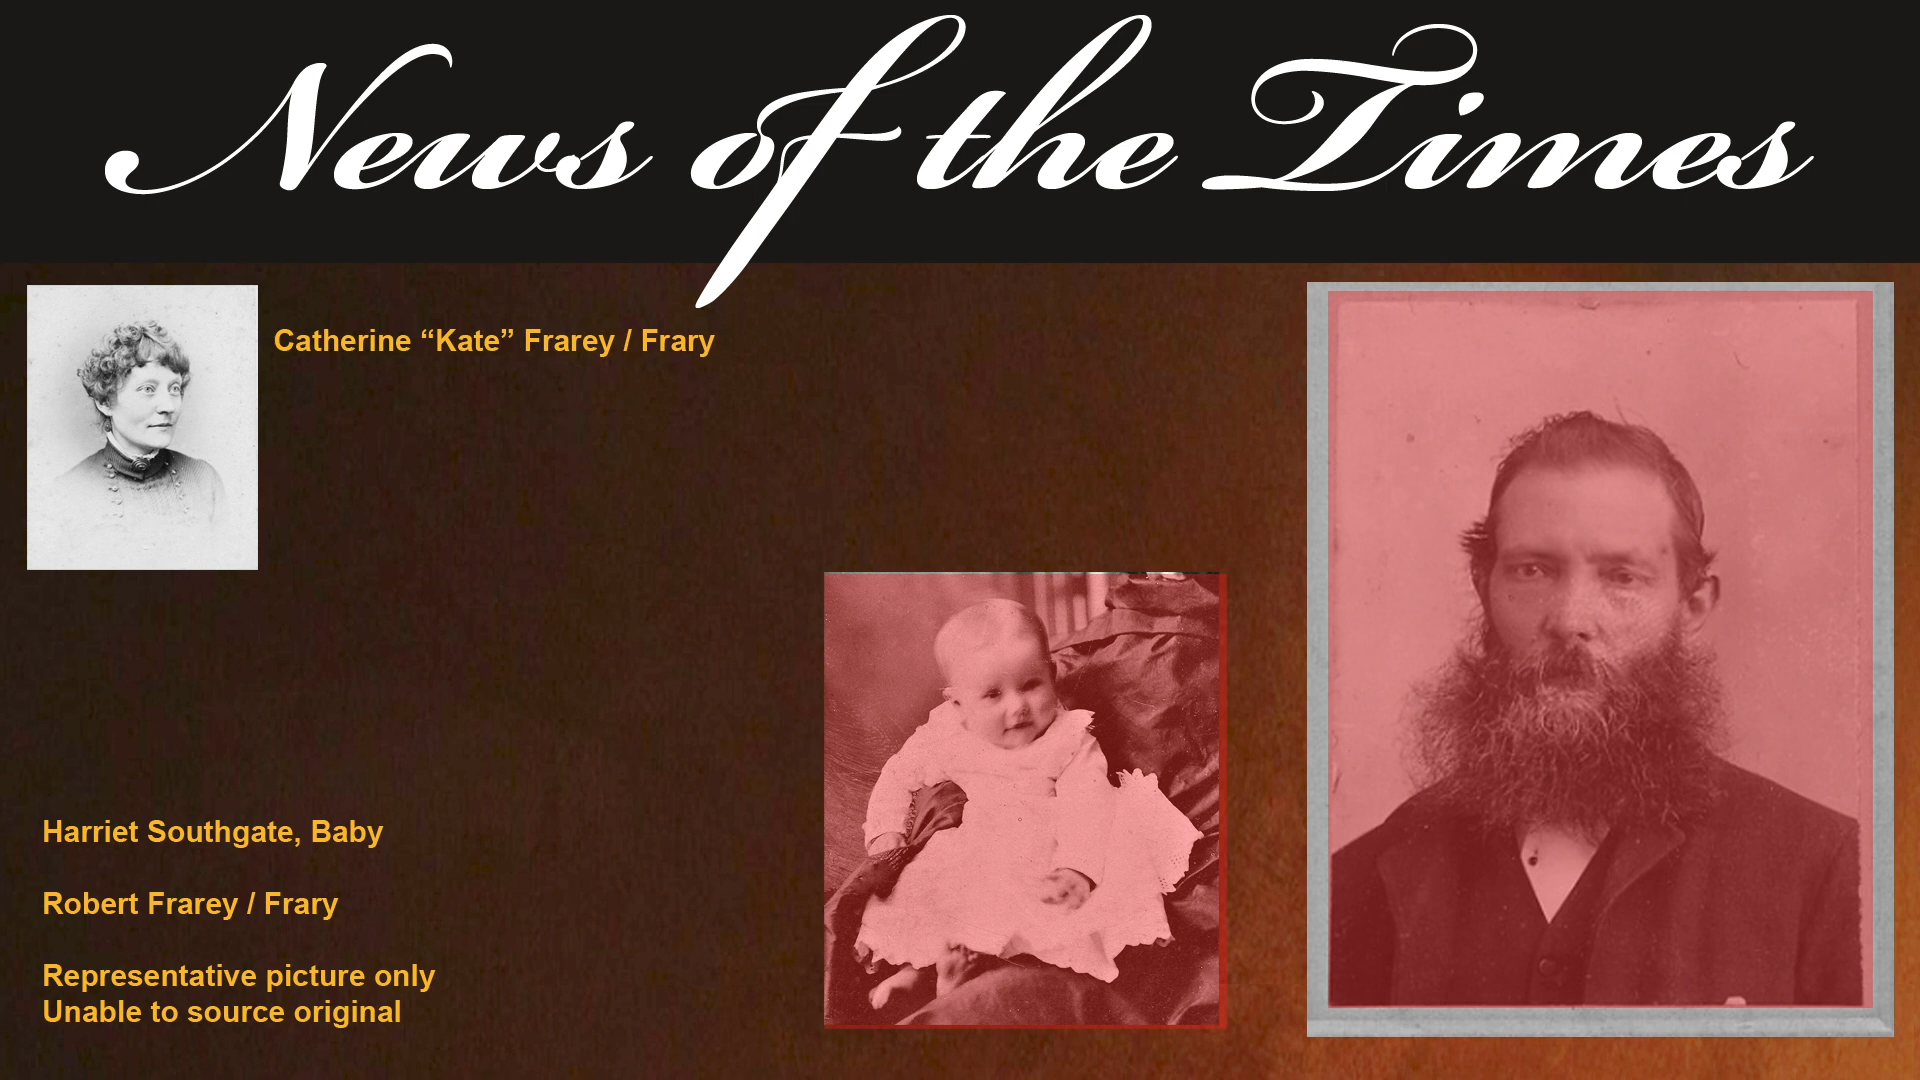 News of the Times
Catherine “Kate” Frarey / Frary
Harriet Southgate, Baby
Robert Frarey / Frary
Representative picture only
Unable to source original